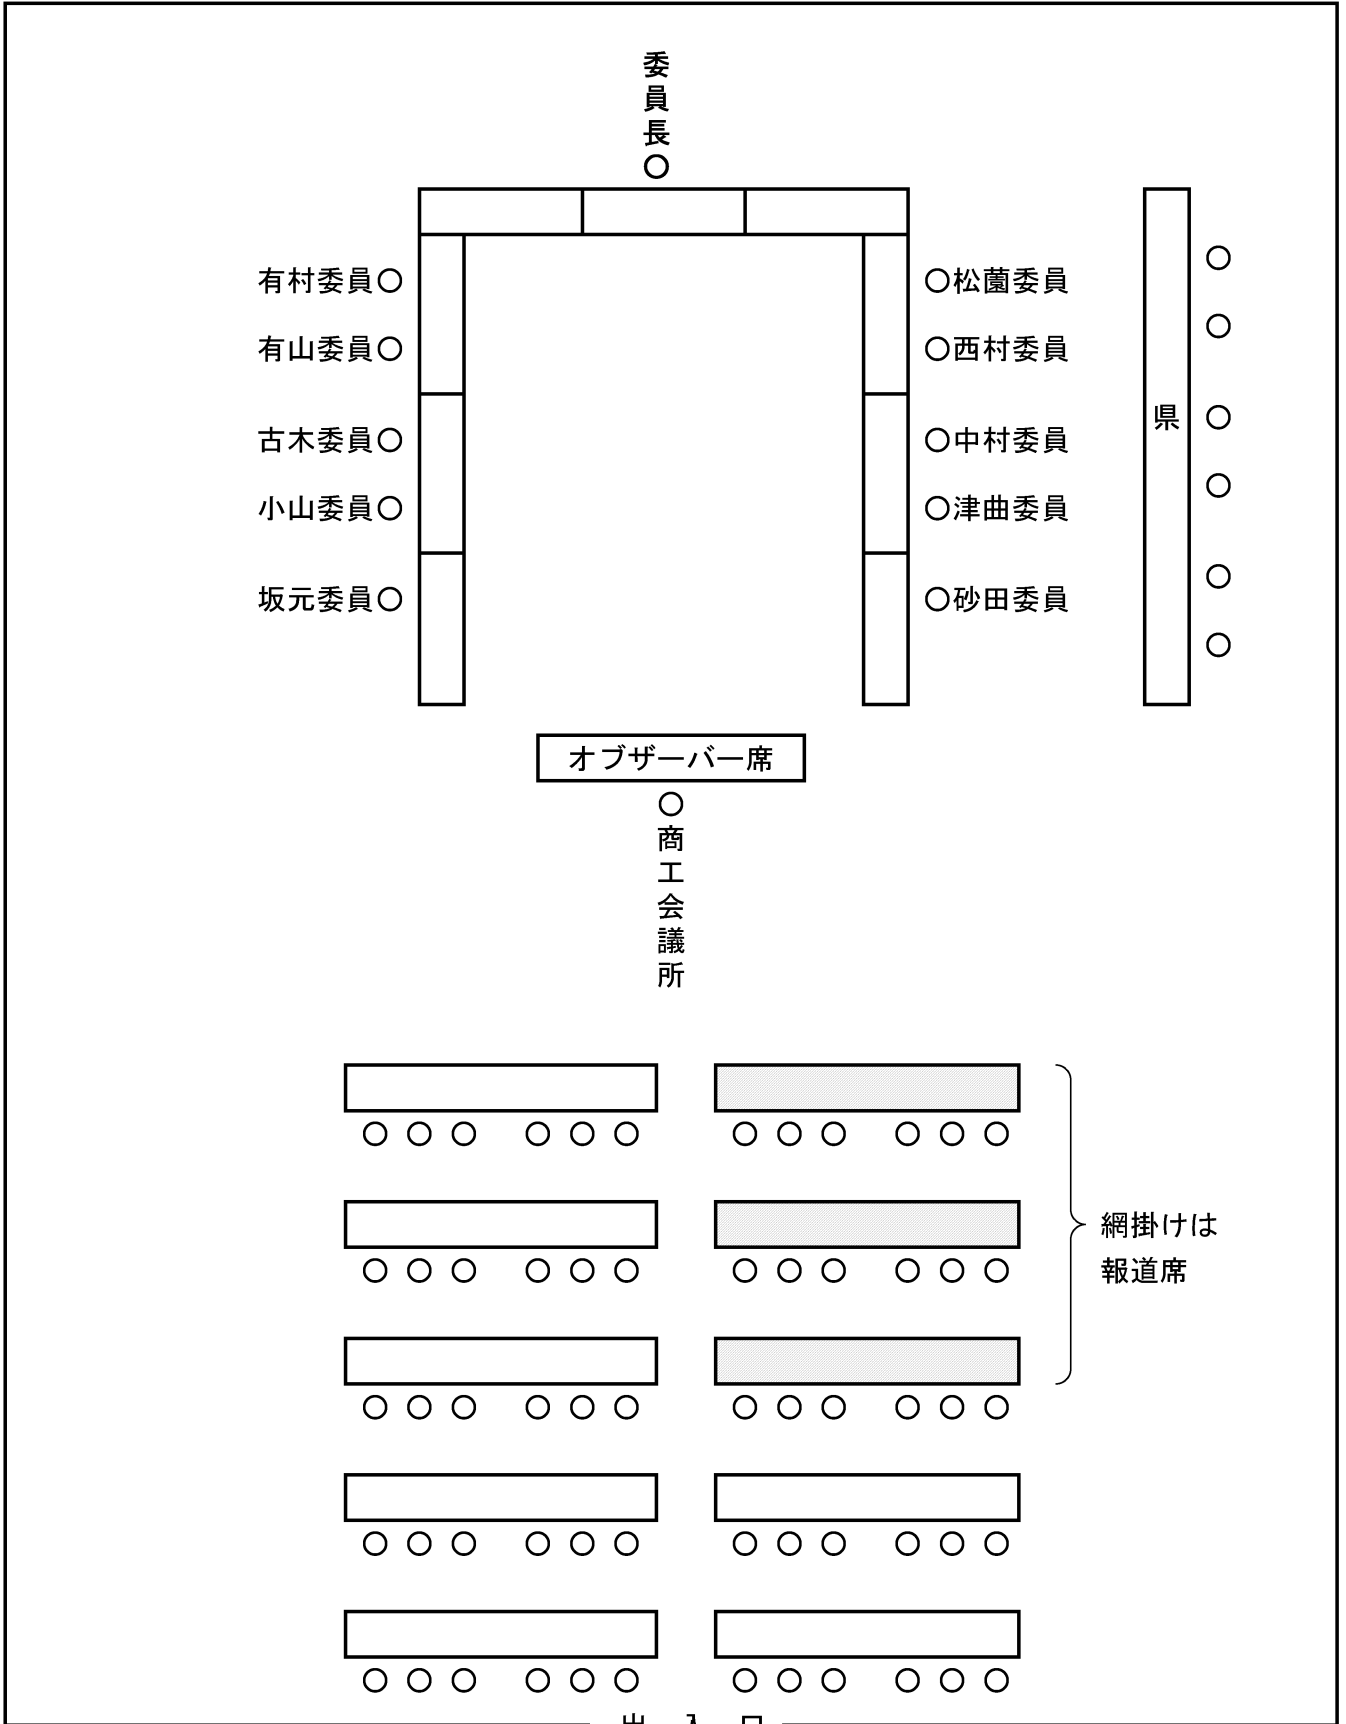 委員長
有村委員
松薗委員
有山委員
西村委員
古木委員
中村委員
小山委員
津曲委員
坂元委員
砂田委員
県
オブザーバー席
商工会議所
網掛けは
報道席
出入口